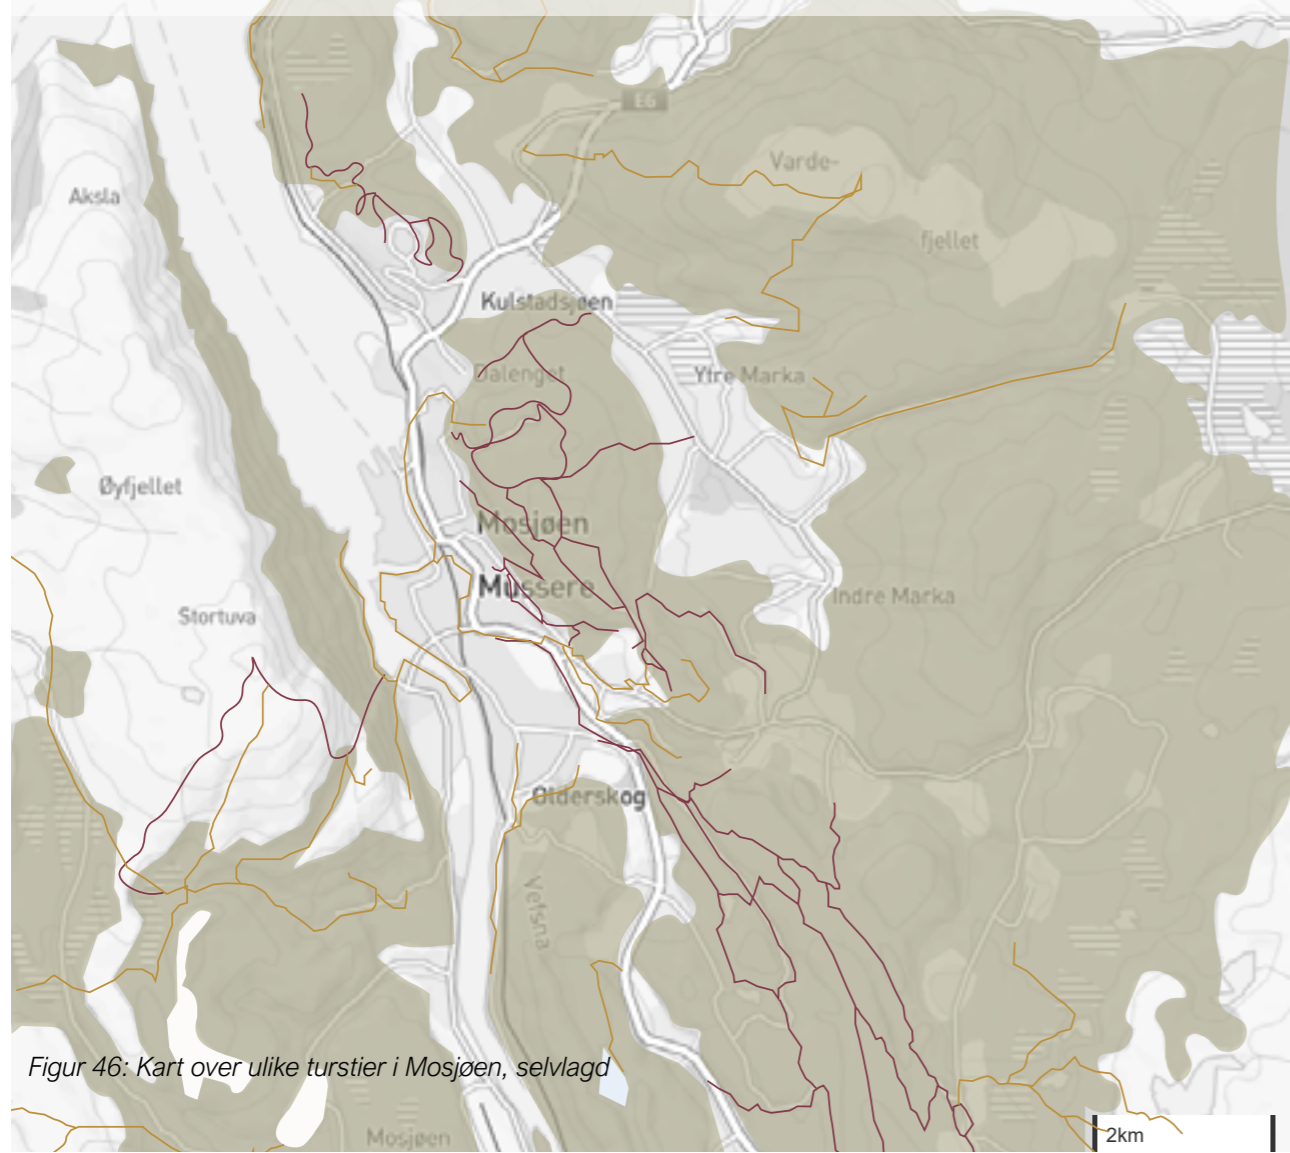 E6
Varde-
Aksla
fjellet
Kulstadsjøen
Dalenget
Ytre Marka
Øyfjellet
Mosjøen
Mussere
Indre Marka
Stortuva
Olderskog
Vefsna
Figur 46: Kart over ulike turstier i Mosjøen, selvlagd
Mosjøen
2km